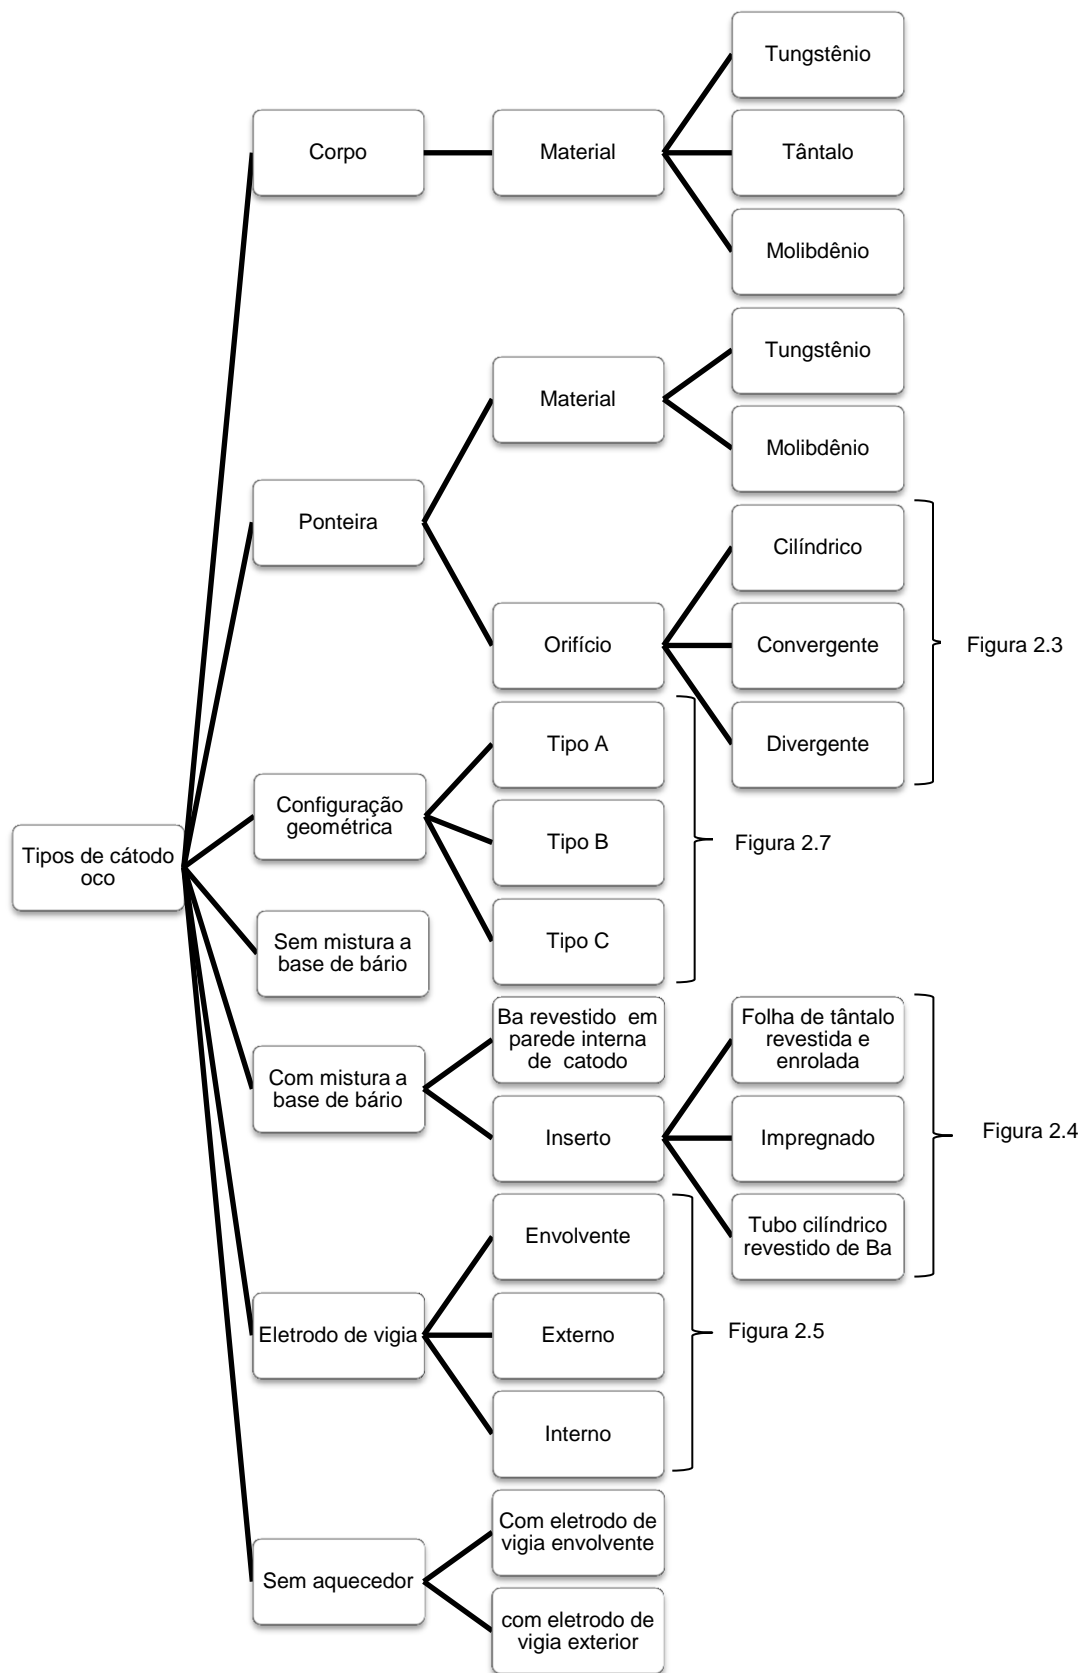 Tungstênio
Corpo
Material
Tântalo
Molibdênio
Tungstênio
Material
Molibdênio
Ponteira
Cilíndrico
Orifício
Convergente
Figura 2.3
Divergente
Tipos de cátodo
oco
Configuração
geométrica
Tipo A
Tipo B
Figura 2.7
Tipo C
Sem mistura a
base de bário
Com mistura a
base de bário
Ba revestido  em
parede interna
de  catodo
Inserto
Folha de tântalo
revestida e
enrolada
Impregnado
Figura 2.4
Tubo cilíndrico
revestido de Ba
Envolvente
Eletrodo de vigia
Externo
Figura 2.5
Interno
Sem aquecedor
Com eletrodo de
vigia envolvente
com eletrodo de
vigia exterior